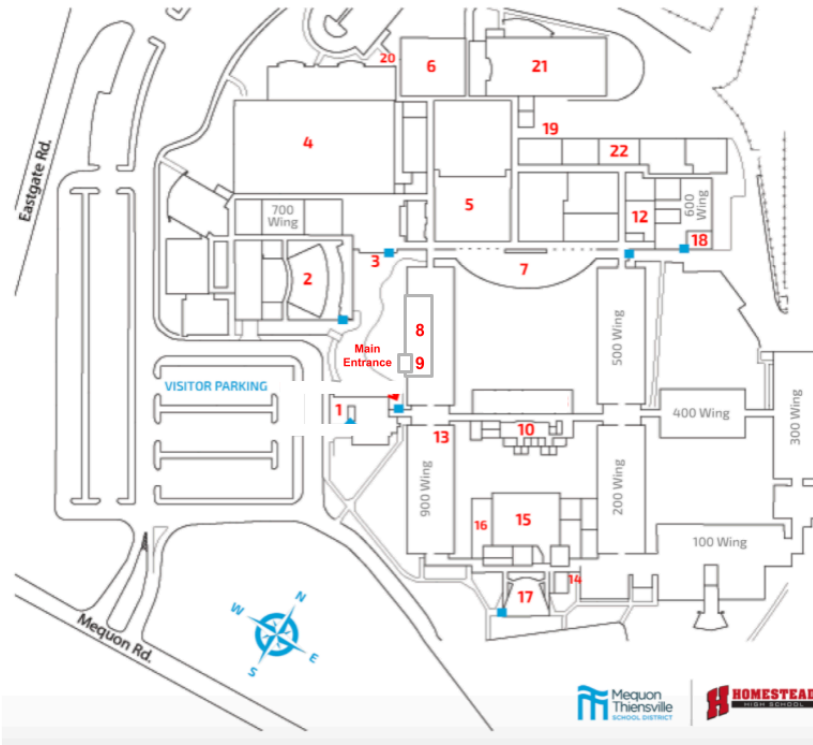 20
6
21
19
4
22
Eastgate Rd.
5
12
600
Wing
700
Wing
18
3
7
2
8
500 Wing
Main
Entrance
9
VISITOR PARKING
1
400 Wing
300 Wing
10
13
900 Wing
200 Wing
15
16
100 Wing
14
17
N
W
E
S
Mequon Rd.
Mequon
Thiensville
SCHOOL DISTRICT
H HOMESTEAD
HIGH SCHOOL